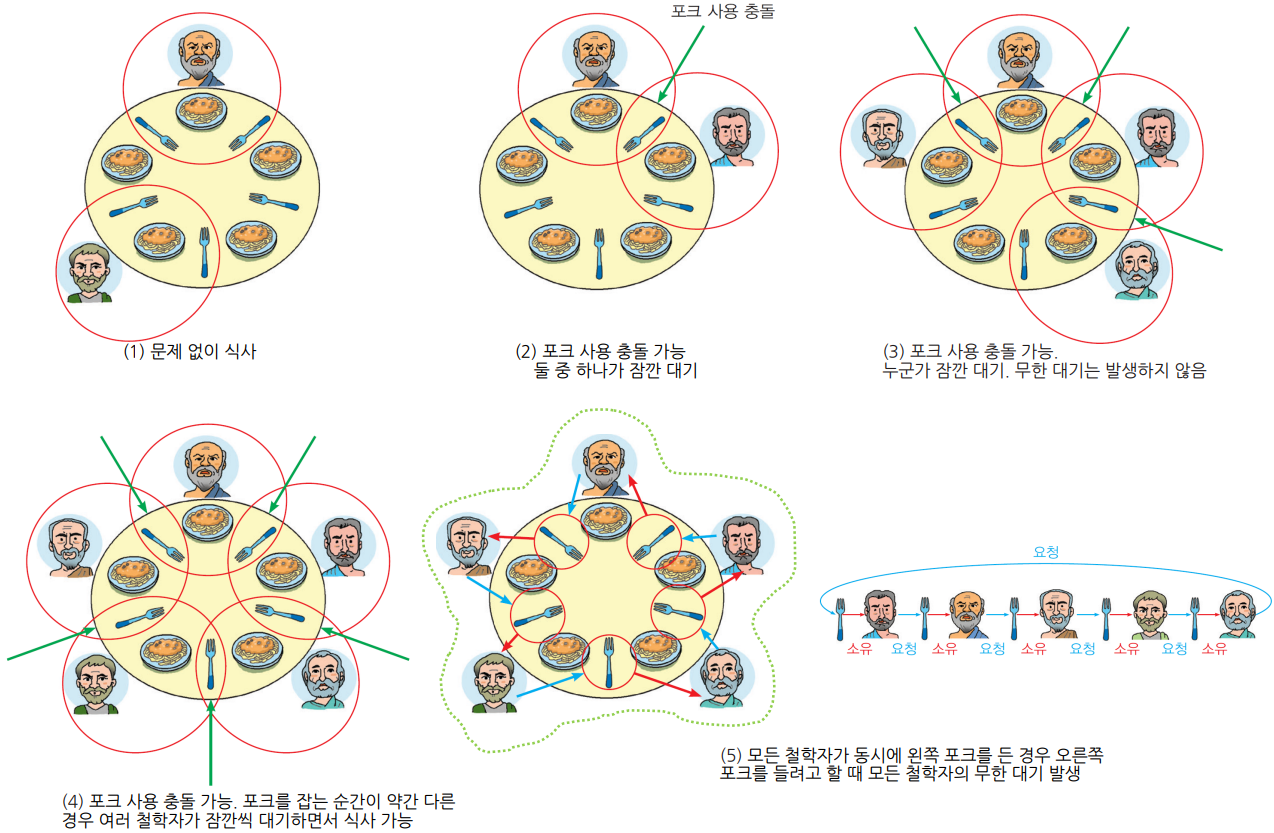 포크 사용 충돌
(1) 문제 없이 식사
(2) 포크 사용 충돌 가능
둘 중 하나가 잠깐 대기
(3) 포크 사용 충돌 가능.
누군가 잠깐 대기. 무한 대기는 발생하지 않음
(4) 포크 사용 충돌 가능. 포크를 잡는 순간이 약간 다른
경우 여러 철학자가 잠깐씩 대기하면서 식사 가능
요청
소유 요청 소유 요청 소유 요청 소유 요청 소유
(5) 모든 철학자가 동시에 왼쪽 포크를 든 경우 오른쪽
포크를 들려고 할 때 모든 철학자의 무한 대기 발생